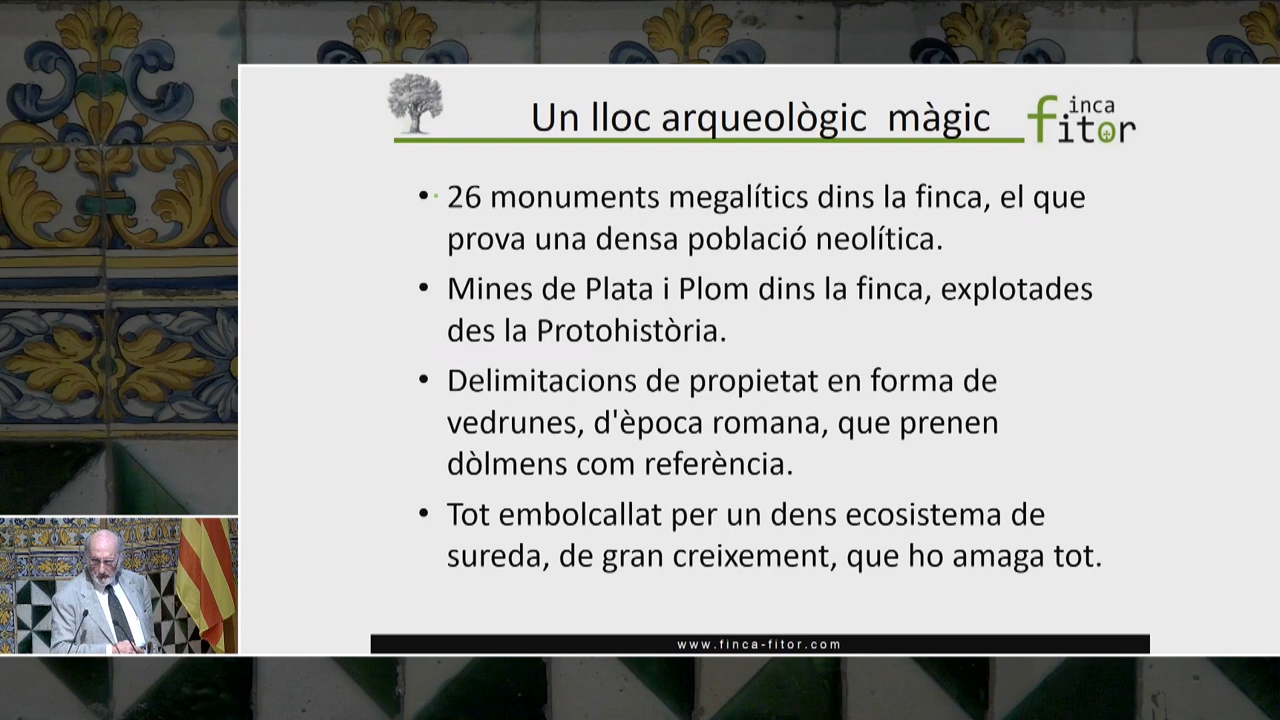 Un lloc arqueològic màgic
finca
fitor
• 26 monuments megalítics dins la finca, el que
prova una densa població neolítica.
• Mines de Plata i Plom dins la finca, explotades
des la Protohistòria.
• Delimitacions de propietat en forma de
vedrunes, d'època romana, que prenen
dòlmens com referència.
• Tot embolcallat per un dens ecosistema de
sureda, de gran creixement, que ho amaga tot.
www.finca-fitor.com